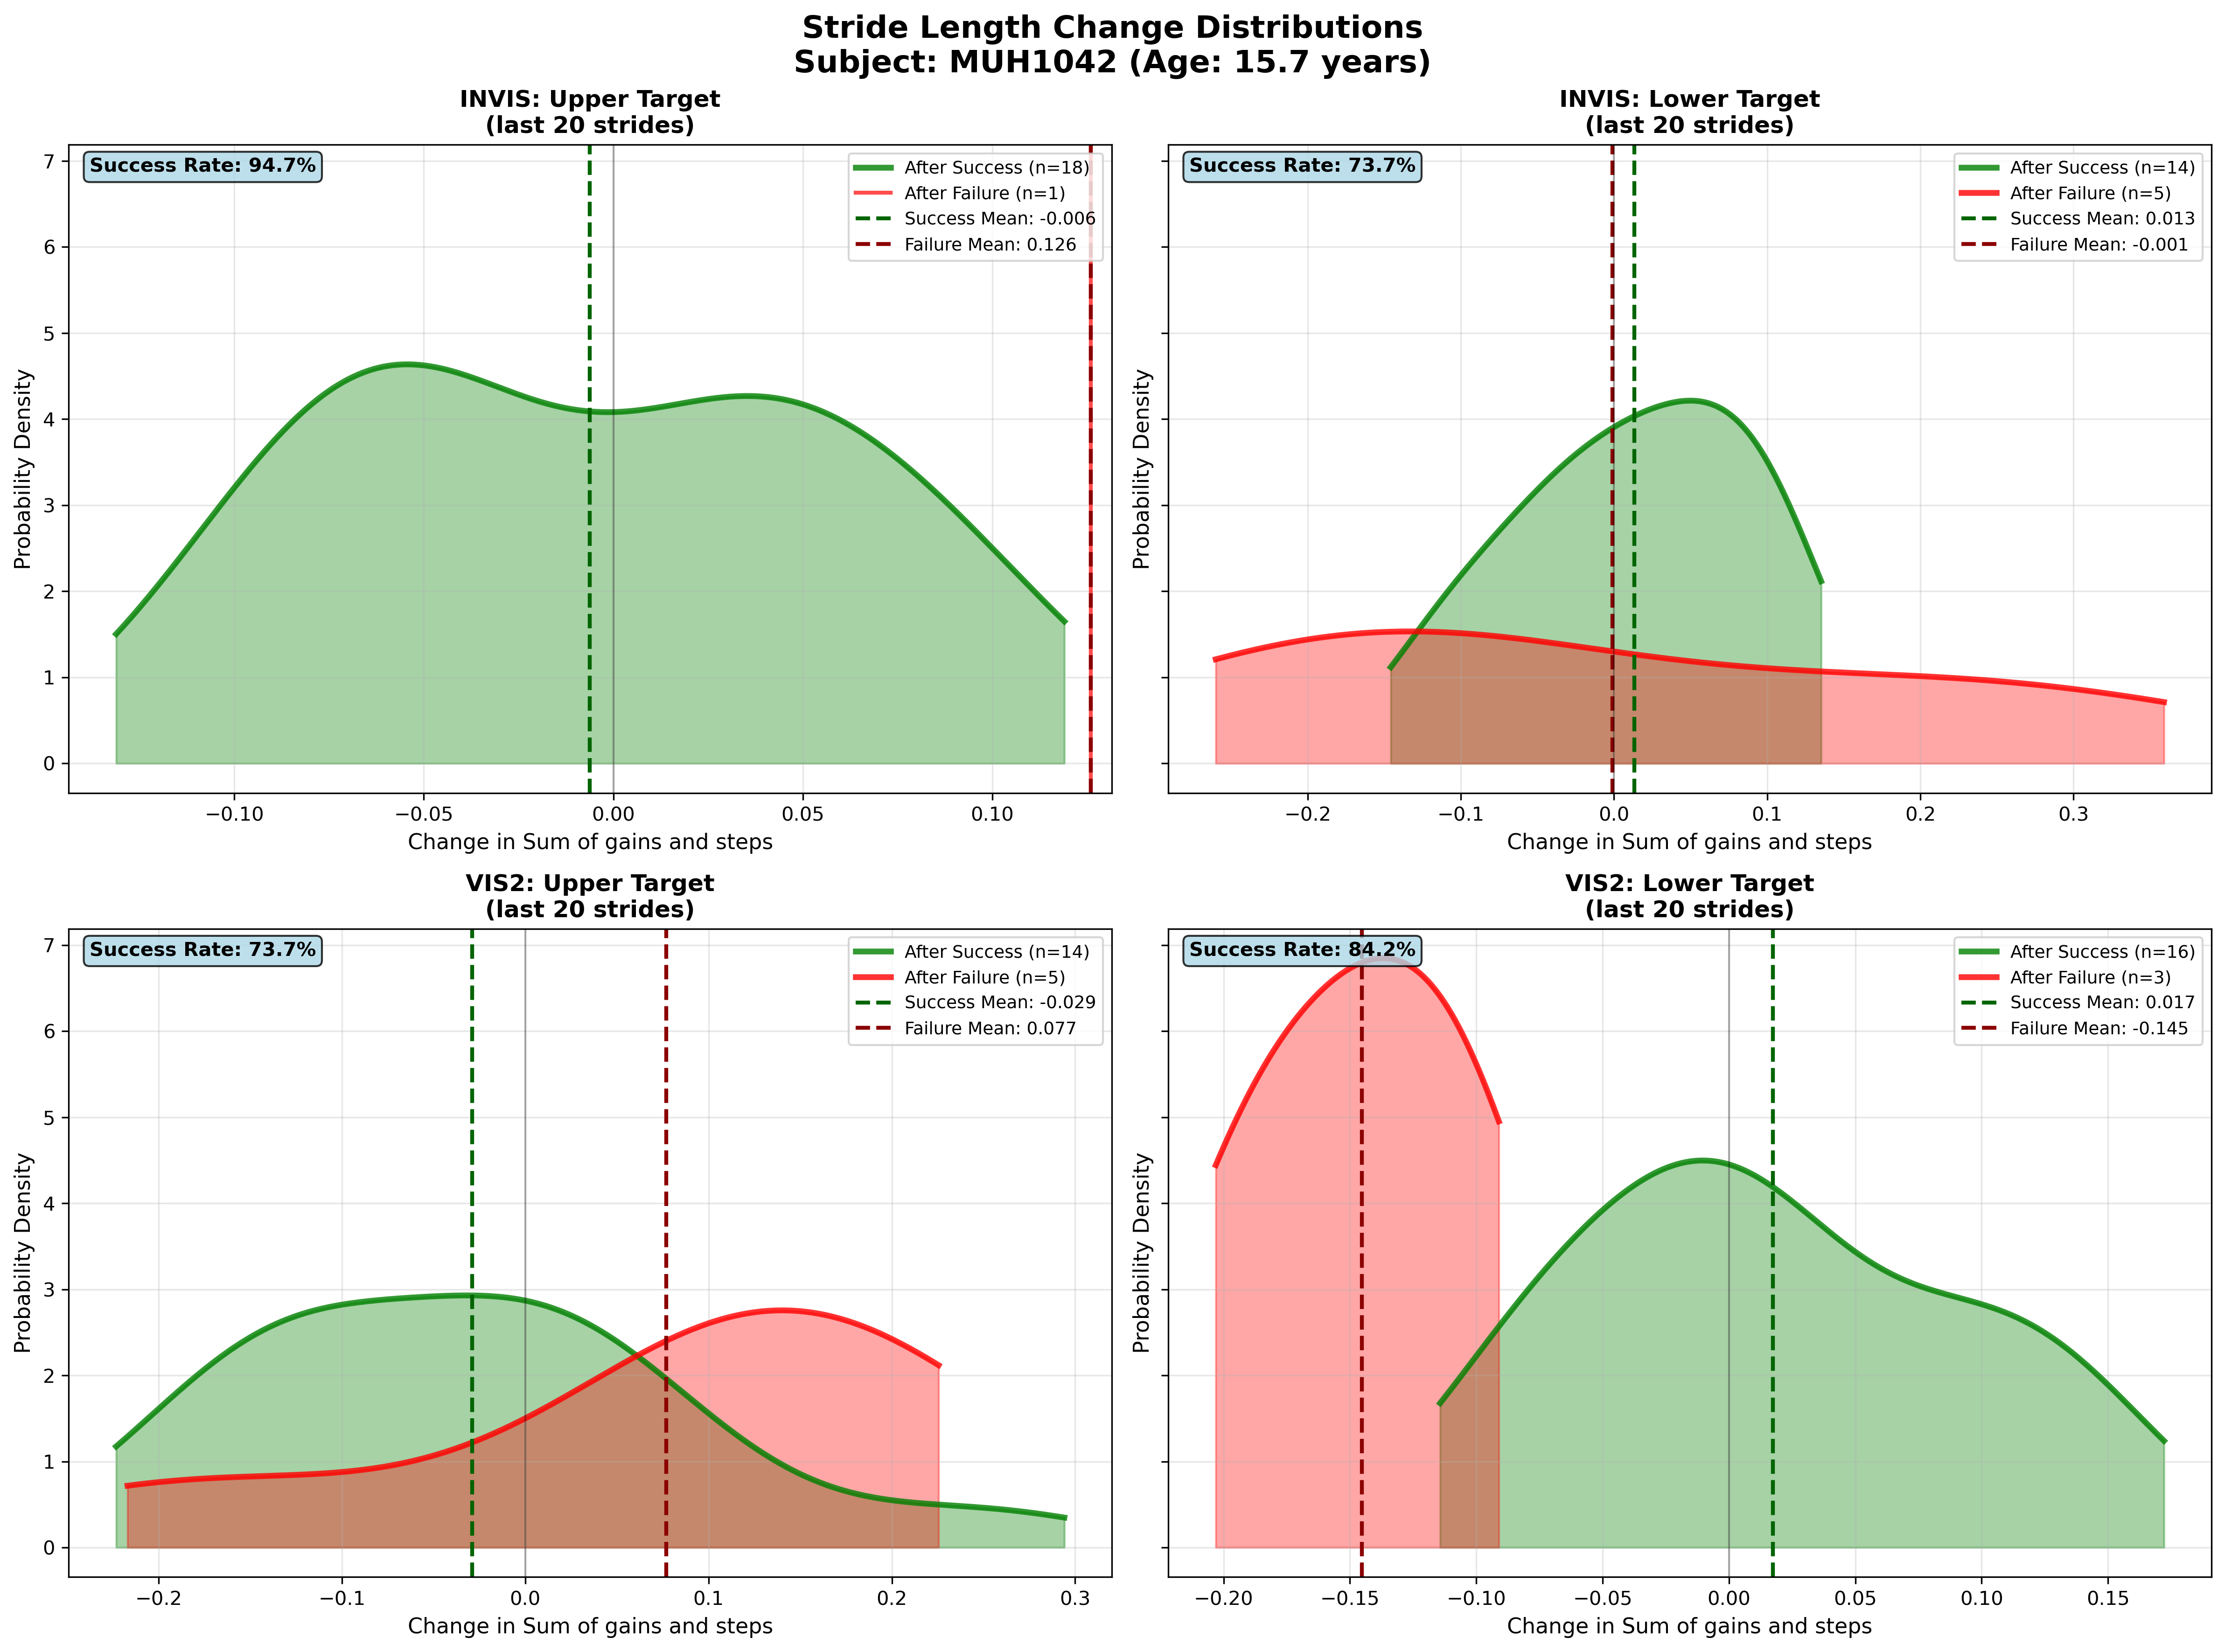 Stride Length Change Distributions
Subject: MUH1042 (Age: 15.7 years)
INVIS: Upper Target
(last 20 strides)
Success Rate: 94.7%
After Success (n=18)
After Failure (n=1)
Success Mean: -0.006
Failure Mean: 0.126
7
6
5
4
3
2
1
0
Probability Density
−0.10
−0.05
0.00
0.05
0.10
Change in Sum of gains and steps
INVIS: Lower Target
(last 20 strides)
Success Rate: 73.7%
After Success (n=14)
After Failure (n=5)
Success Mean: 0.013
Failure Mean: -0.001
Probability Density
−0.2
−0.1
0.0
0.1
0.2
0.3
Change in Sum of gains and steps
VIS2: Upper Target
(last 20 strides)
Success Rate: 73.7%
After Success (n=14)
After Failure (n=5)
Success Mean: -0.029
Failure Mean: 0.077
7
6
5
4
3
2
1
0
Probability Density
−0.2
−0.1
0.0
0.1
0.2
0.3
Change in Sum of gains and steps
VIS2: Lower Target
(last 20 strides)
Success Rate: 84.2%
After Success (n=16)
After Failure (n=3)
Success Mean: 0.017
Failure Mean: -0.145
Probability Density
−0.20
−0.15
−0.10
−0.05
0.00
0.05
0.10
0.15
Change in Sum of gains and steps